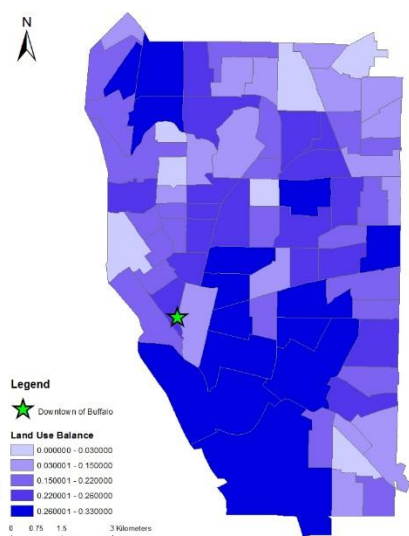 N
Legend
Downtown of Buffalo
Land Use Balance
0.000000 - 0.030000
0.030001 - 0.150000
0.150001 - 0.220000
0.220001 - 0.260000
0.260001 - 0.330000
0 0.75 1.5 3 Kilometers